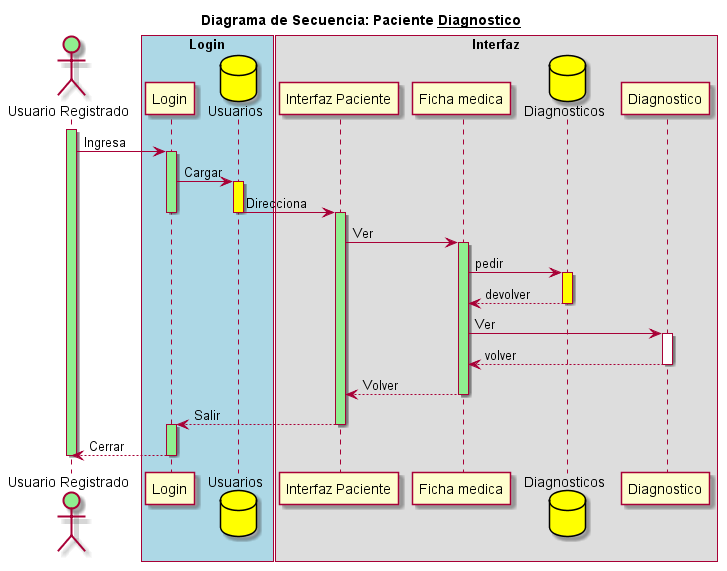 Diagrama de Secuencia: Paciente Diagnostico
Login
Interfaz
Usuario Registrado
Login
Usuarios
Interfaz Paciente
Ficha medica
Diagnosticos
Diagnostico
Ingresa
Cargar
Direcciona
Ver
pedir
devolver
Ver
volver
Volver
Salir
Cerrar
Usuario Registrado
Login
Usuarios
Interfaz Paciente
Ficha medica
Diagnosticos
Diagnostico